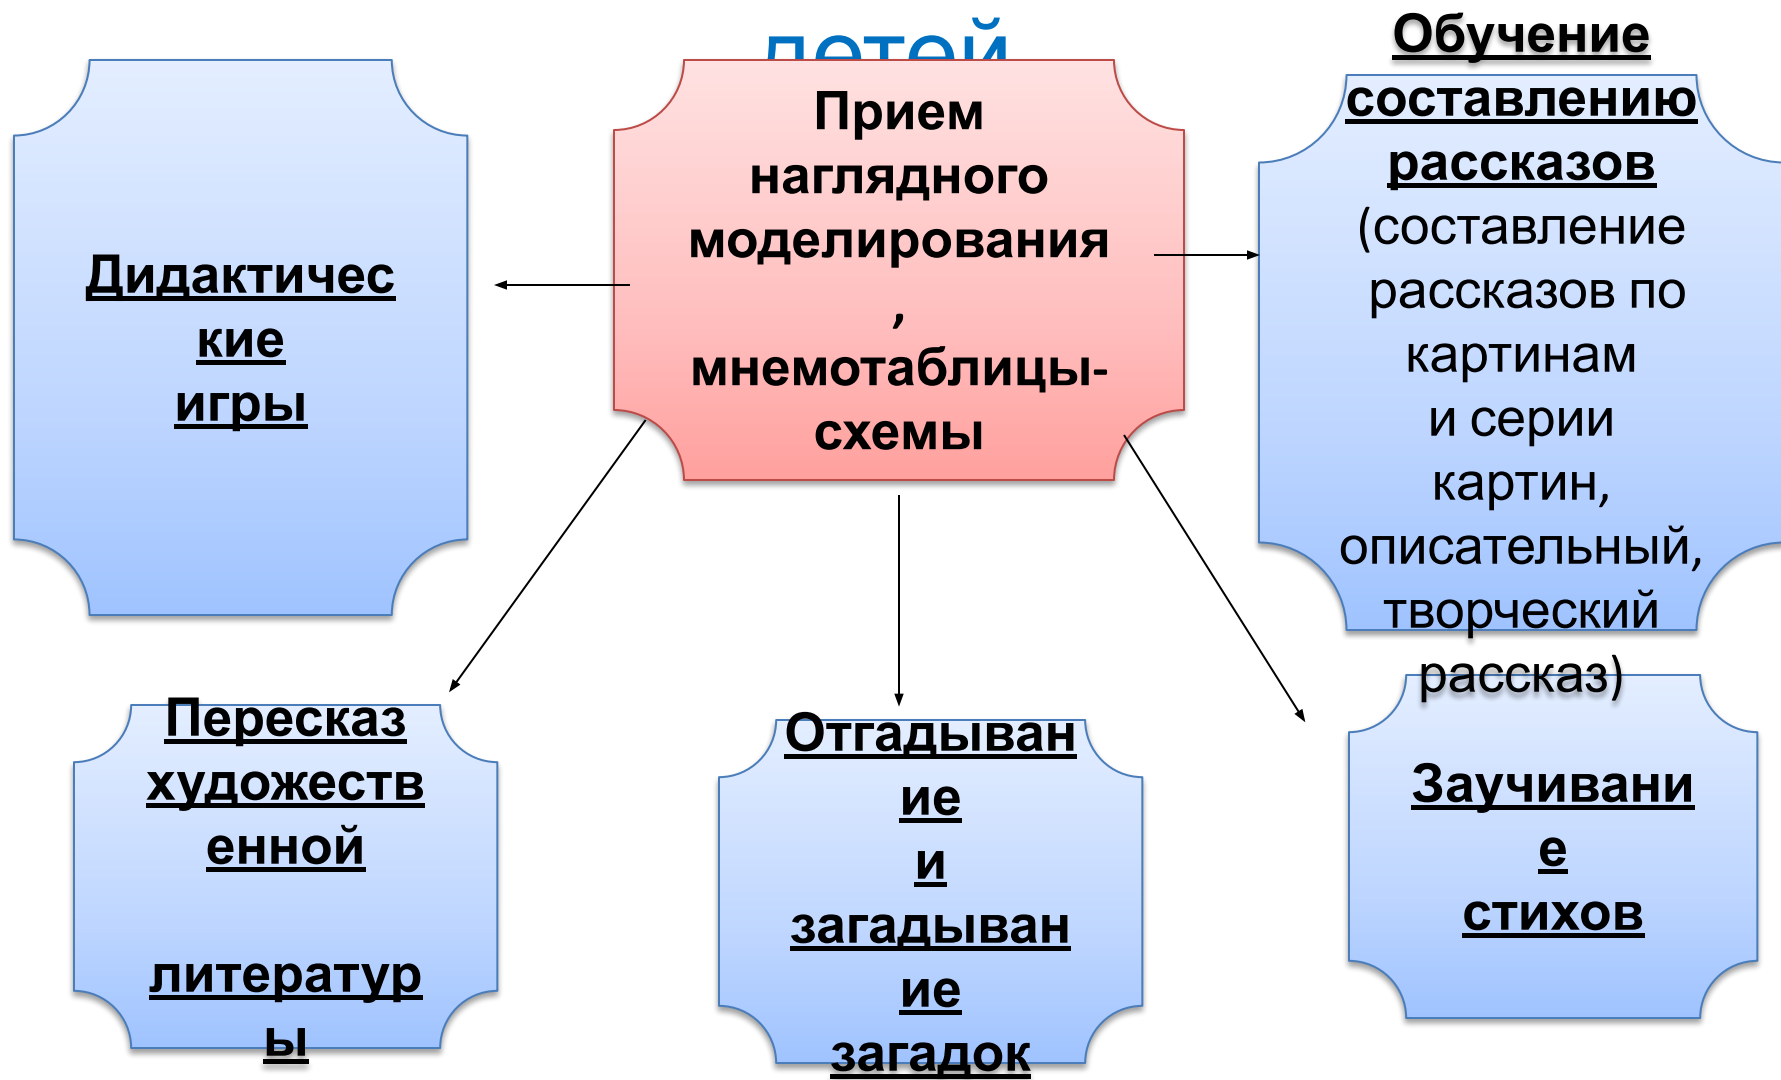 детей
Прием
наглядного
моделирования
,
мнемотаблицы-
схемы
Дидактичес
кие
игры
Обучение
составлению
рассказов
(составление
рассказов по
картинам
и серии
картин,
описательный,
творческий
рассказ)
Пересказ
художеств
енной
литератур
ы
Отгадыван
ие
и
загадыван
ие
загадок
Заучивани
е
стихов